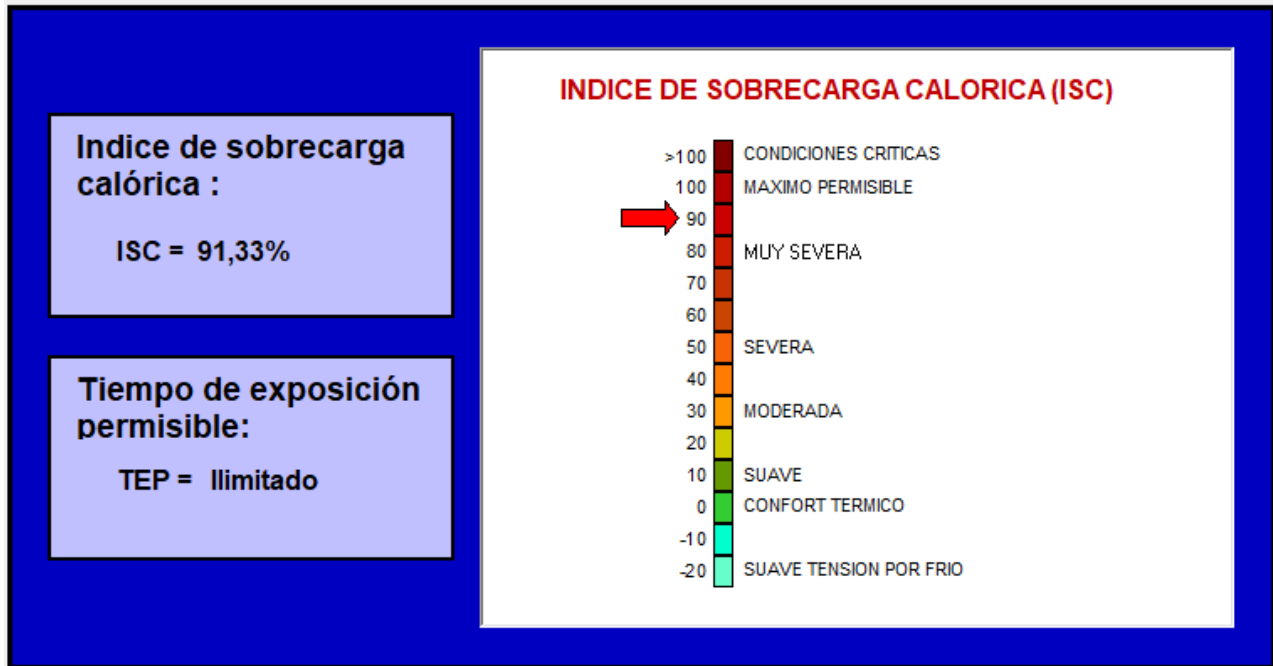 Indice de sobrecarga
calórica :
ISC = 91,33%
Tiempo de exposición
permisible:
TEP = Ilimitado
INDICE DE SOBRECARGA CALORICA (ISC)
>100 CONDICIONES CRITICAS
100 MAXIMO PERMISIBLE
90
80 MUY SEVERA
70
60
50 SEVERA
40
30 MODERADA
20
10 SUAVE
0 CONFORT TERMICO
-10
-20 SUAVE TENSION POR FRIO